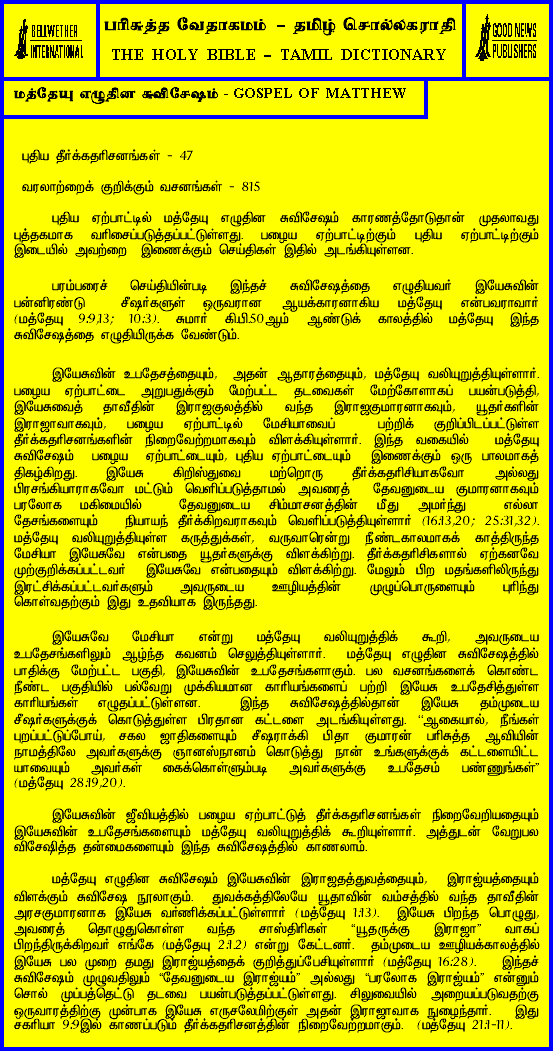 BELLWETHER
INTERNATIONAL
பரிசுத்த வேதாகமம் – தமிழ் சொல்லகராதி
THE HOLY BIBLE – TAMIL DICTIONARY
GOOD NEWS
PUBLISHERS
மத்தேயு எழுதின சுவிசேஷம் - GOSPEL OF MATTHEW
புதிய தீர்க்கதரிசனங்கள் - 47
வரலாற்றைக் குறிக்கும் வசனங்கள் - 815
புதிய ஏற்பாட்டில் மத்தேயு எழுதின சுவிசேஷம் காரணத்தோடுதான் முதலாவது
புத்தகமாக வரிசைப்படுத்தப்பட்டுள்ளது. பழைய ஏற்பாட்டிற்கும் புதிய ஏற்பாட்டிற்கும்
இடையில் அவற்றை இணைக்கும் செய்திகள் இதில் அடங்கியுள்ளன.
பரம்பரைச் செய்தியின்படி இந்தச் சுவிசேஷத்தை எழுதியவர் இயேசுவின்
பன்னிரண்டு சீஷர்களுள் ஒருவரான ஆயக்காரனாகிய மத்தேயு என்பவராவார்
(மத்தேயு 9:9,13; 10:3). சுமார் கி.பி.50ஆம் ஆண்டுக் காலத்தில் மத்தேயு இந்த
சுவிசேஷத்தை எழுதியிருக்க வேண்டும்.
இயேசுவின் உபதேசத்தையும், அதன் ஆதாரத்தையும், மத்தேயு வலியுறுத்தியுள்ளார்.
பழைய ஏற்பாட்டை அறுபதுக்கும் மேற்பட்ட தடவைகள் மேற்கோளாகப் பயன்படுத்தி,
இயேசுவைத் தாவீதின் இராஜகுலத்தில் வந்த இராஜகுமாரனாகவும், யூதர்களின்
இராஜாவாகவும், பழைய ஏற்பாட்டில் மேசியாவைப் பற்றிக் குறிப்பிடப்பட்டுள்ள
தீர்க்கதரிசனங்களின் நிறைவேற்றமாகவும் விளக்கியுள்ளார். இந்த வகையில் மத்தேயு
சுவிசேஷம் பழைய ஏற்பாட்டையும், புதிய ஏற்பாட்டையும் இணைக்கும் ஒரு பாலமாகத்
திகழ்கிறது. இயேசு கிறிஸ்துவை மற்றொரு தீர்க்கதரிசியாகவோ அல்லது
பிரசங்கியாராகவோ மட்டும் வெளிப்படுத்தாமல் அவரைத் தேவனுடைய குமாரனாகவும்
பரலோக மகிமையில் தேவனுடைய சிம்மாசனத்தின் மீது அமர்ந்து எல்லா
தேசங்களையும் நியாயந் தீர்க்கிறவராகவும் வெளிப்படுத்தியுள்ளார் (16:13,20; 25:31,32).
மத்தேயு வலியுறுத்தியுள்ள கருத்துக்கள், வருவாரென்று நீண்டகாலமாகக் காத்திருந்த
மேசியா இயேசுவே என்பதை யூதர்களுக்கு விளக்கிற்று. தீர்க்கதரிசிகளால் ஏற்கனவே
முற்குறிக்கப்பட்டவர் இயேசுவே என்பதையும் விளக்கிற்று. மேலும் பிற மதங்களிலிருந்து
இரட்சிக்கப்பட்டவர்களும் அவருடைய ஊழியத்தின் முழுப்பொருளையும் புரிந்து
கொள்வதற்கும் இது உதவியாக இருந்தது.
இயேசுவே மேசியா என்று மத்தேயு வலியுறுத்திக் கூறி, அவருடைய
உபதேசங்களிலும் ஆழ்ந்த கவனம் செலுத்தியுள்ளார். மத்தேயு எழுதின சுவிசேஷத்தில்
பாதிக்கு மேற்பட்ட பகுதி, இயேசுவின் உபதேசங்களாகும். பல வசனங்களைக் கொண்ட
நீண்ட பகுதியில் பல்வேறு முக்கியமான காரியங்களைப் பற்றி இயேசு உபதேசித்துள்ள
காரியங்கள் எழுதப்பட்டுள்ளன. இந்த சுவிசேஷத்தில்தான் இயேசு தம்முடைய
சீஷர்களுக்குக் கொடுத்துள்ள பிரதான கட்டளை அடங்கியுள்ளது. “ஆகையால், நீங்கள்
புறப்பட்டுப்போய், சகல ஜாதிகளையும் சீஷராக்கி பிதா குமாரன் பரிசுத்த ஆவியின்
நாமத்திலே அவர்களுக்கு ஞானஸ்நானம் கொடுத்து நான் உங்களுக்குக் கட்டளையிட்ட
யாவையும் அவர்கள் கைக்கொள்ளும்படி அவர்களுக்கு உபதேசம் பண்ணுங்கள்”
(மத்தேயு 28:19,20).
இயேசுவின் ஜீவியத்தில் பழைய ஏற்பாட்டுத் தீர்க்கதரிசனங்கள் நிறைவேறியதையும்
இயேசுவின் உபதேசங்களையும் மத்தேயு வலியுறுத்திக் கூறியுள்ளார். அத்துடன் வேறுபல
விசேஷித்த தன்மைகளையும் இந்த சுவிசேஷத்தில் காணலாம்.
மத்தேயு எழுதின சுவிசேஷம் இயேசுவின் இராஜதத்துவத்தையும், இராஜ்யத்தையும்
விளக்கும் சுவிசேஷ நூலாகும். துவக்கத்திலேயே யூதாவின் வம்சத்தில் வந்த தாவீதின்
அரசகுமாரனாக இயேசு வர்ணிக்கப்பட்டுள்ளார் (மத்தேயு 1:1.3). இயேசு பிறந்த பொழுது,
அவரைத் தொழுதுகொள்ள வந்த சாஸ்திரிகள் “யூதருக்கு இராஜா” வாகப்
பிறந்திருக்கிறவர் எங்கே (மத்தேயு 2:1.2) என்று கேட்டனர். தம்முடைய ஊழியக்காலத்தில்
இயேசு பல முறை தமது இராஜ்யத்தைக் குறித்துப்பேசியுள்ளார் (மத்தேயு 16:28). இந்தச்
சுவிசேஷம் முழுவதிலும் “தேவனுடைய இராஜ்யம்” அல்லது “பரலோக இராஜ்யம்” என்னும்
சொல் முப்பத்தெட்டு தடவை பயன்படுத்தப்பட்டுள்ளது. சிலுவையில் அறையப்படுவதற்கு
ஒருவாரத்திற்கு முன்பாக இயேசு எருசலேமிற்குள் அதன் இராஜாவாக நுழைந்தார். இது
சகரியா 9:9இல் காணப்படும் தீர்க்கதரிசனத்தின் நிறைவேற்றமாகும். (மத்தேயு 21:1-11).